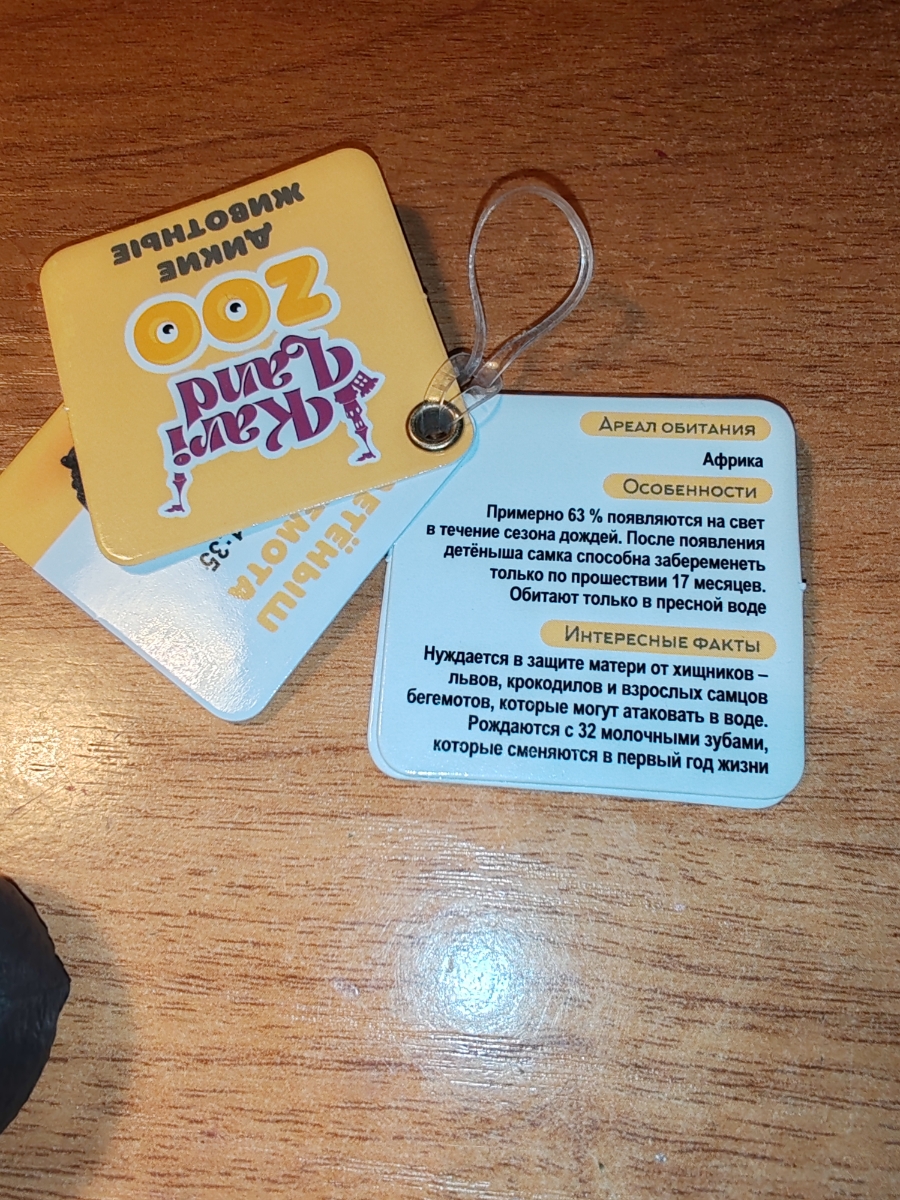 Kari
Land
ZOO
ДИКИЕ
ЖИВОТНЫЕ
АРЕАЛ ОБИТАНИЯ
Африка
ОСОБЕННОСТИ
Примерно 63 % появляются на свет
в течение сезона дождей. После появления
детёныша самка способна забеременеть
только по прошествии 17 месяцев.
Обитают только в пресной воде
ИНТЕРЕСНЫЕ ФАКТЫ
Нуждается в защите матери от хищников –
львов, крокодилов и взрослых самцов
бегемотов, которые могут атаковать в воде.
Рождаются с 32 молочными зубами,
которые сменяются в первый год жизни